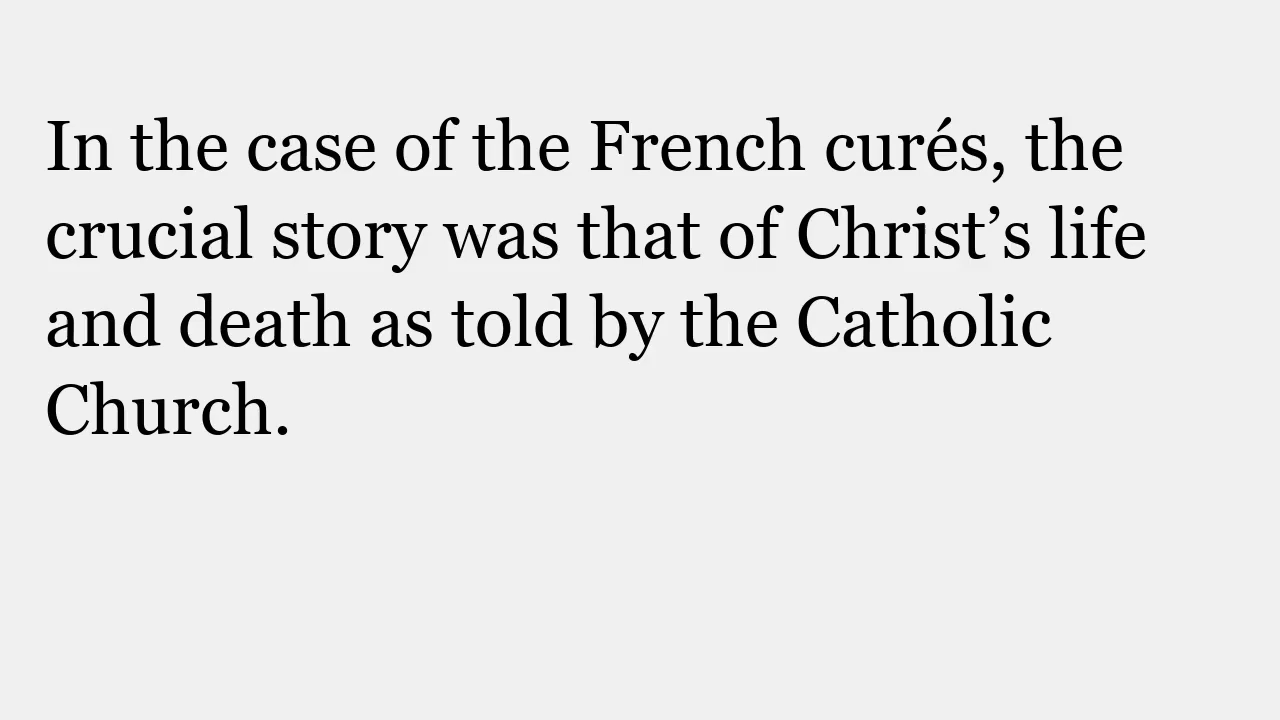 In the case of the French curés, the
crucial story was that of Christ’s life
and death as told by the Catholic
Church.